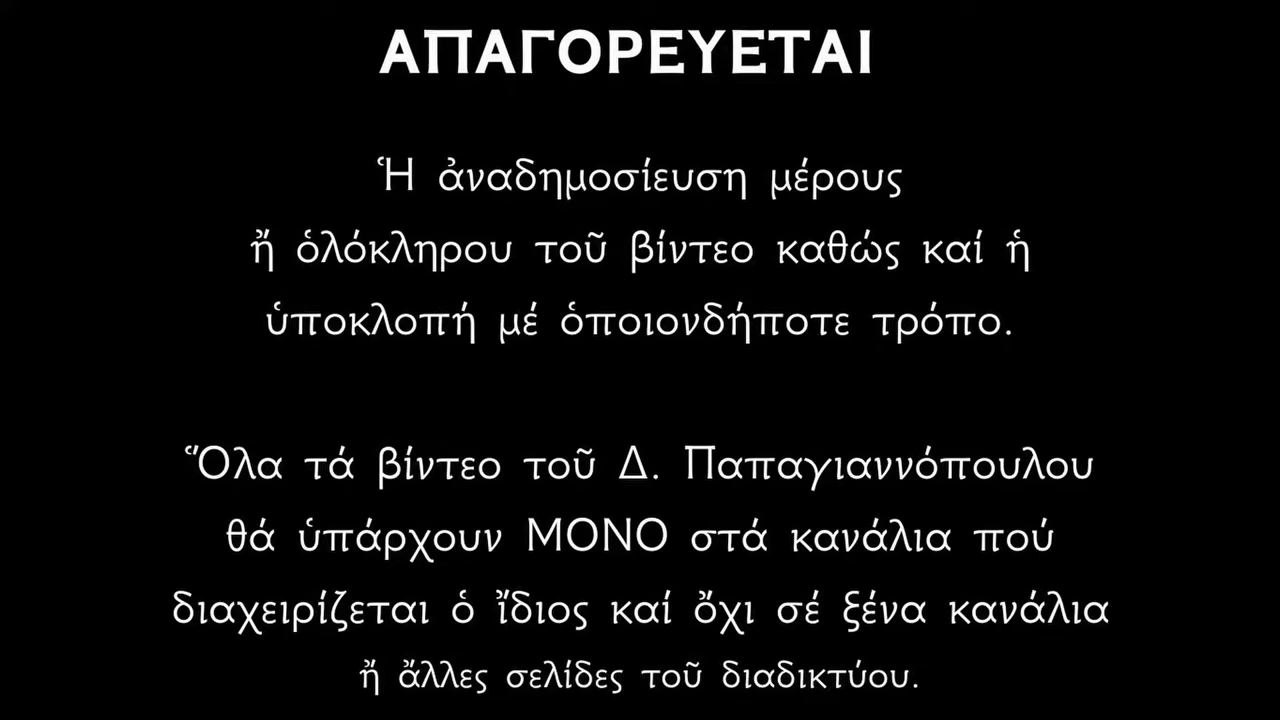 ΑΠΑΓΟΡΕΥΕΤΑΙ
Ἡ ἀναδημοσίευση μέρους
ἤ ὁλόκληρου τοῦ βίντεο καθώς καί ἡ
ὑποκλοπή μέ ὁποιονδήποτε τρόπο.
Ὅλα τά βίντεο τοῦ Δ. Παπαγιαννόπουλου
θά ὑπάρχουν ΜΟΝΟ στά κανάλια πού
διαχειρίζεται ὁ ἴδιος καί ὄχι σέ ξένα κανάλια
ἤ ἄλλες σελίδες τοῦ διαδικτύου.